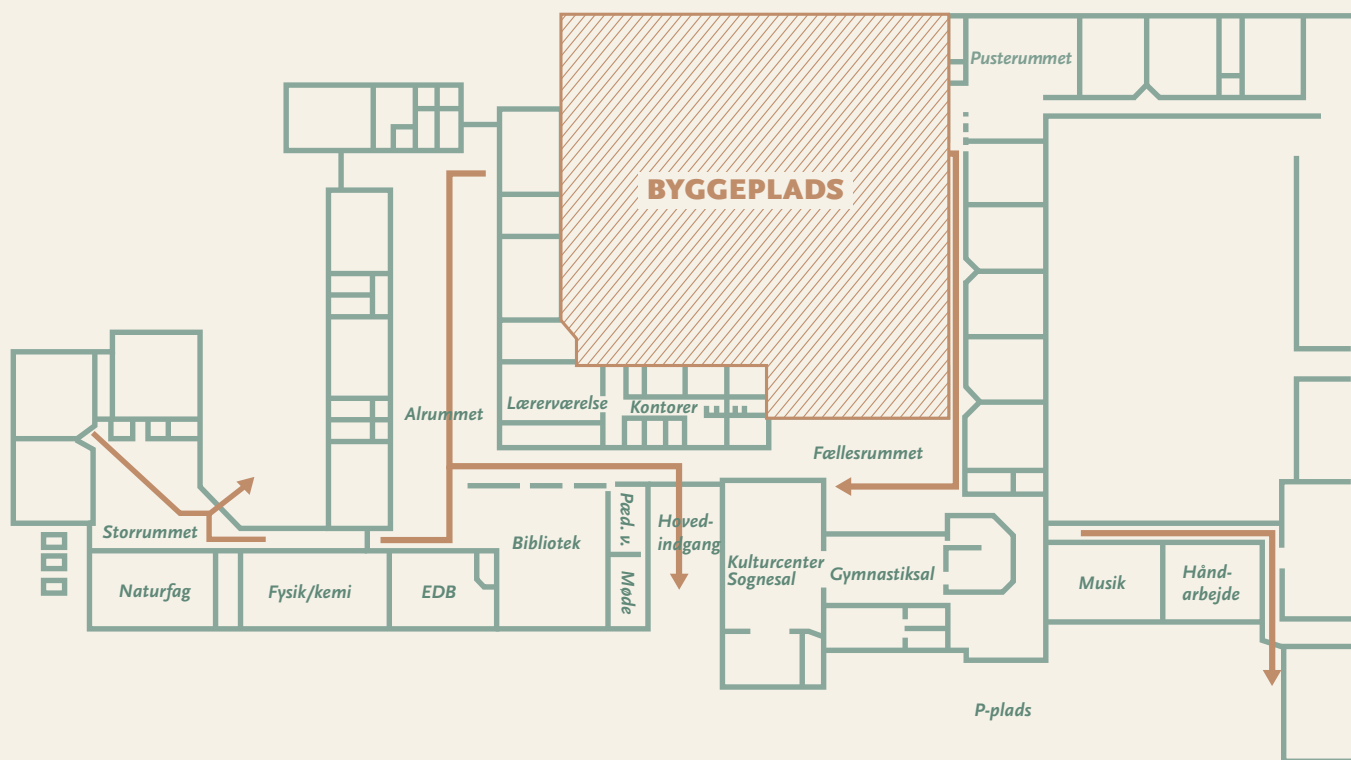 Pusterummet
BYGGEPLADS
Alrummet
Lærerværelse
Kontorer
Fællesrummet
Storrummet
Bibliotek
Pæd. v.
Møde
Hoved-
indgang
Kulturcenter
Sognesal
Gymnastiksal
Naturfag
Fysik/kemi
EDB
Musik
Hånd-
arbejde
P-plads